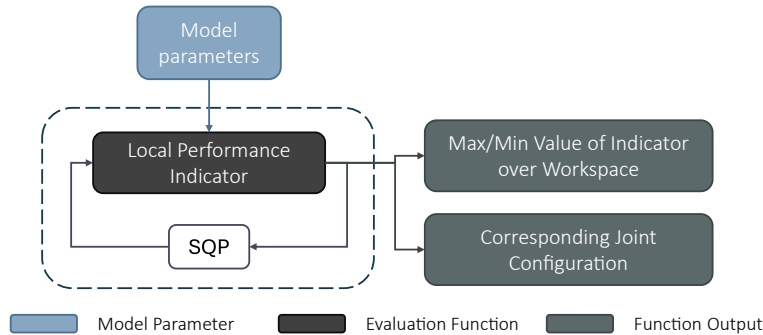 Model
parameters
Local Performance
Indicator
Max/Min Value of Indicator
over Workspace
SQP
Corresponding Joint
Configuration
Model Parameter
Evaluation Function
Function Output